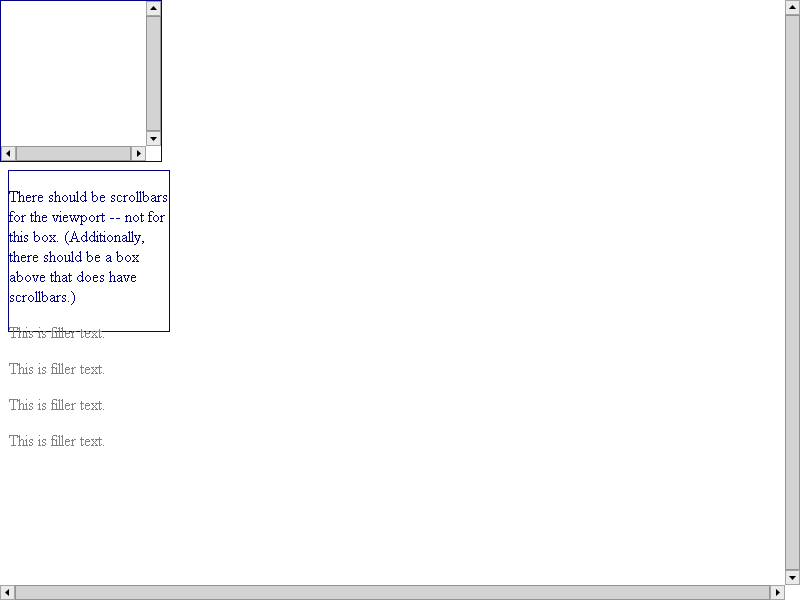 There should be scrollbars
for the viewport -- not for
this box. (Additionally,
there should be a box
above that does have
scrollbars.)
This is filler text.
This is filler text.
This is filler text.
This is filler text.